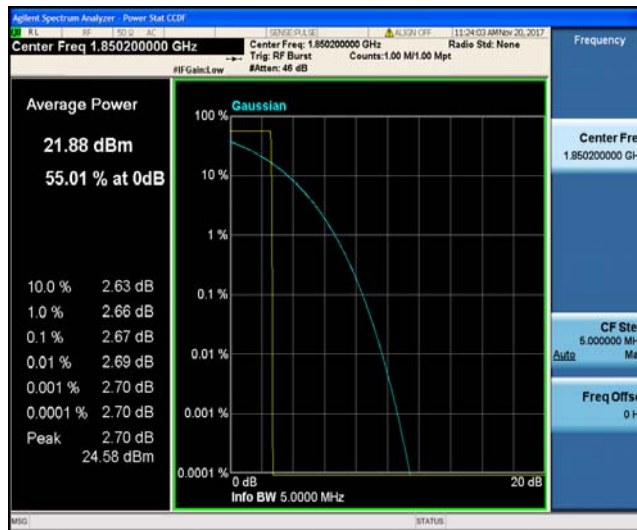 Agilent Spectrum Analyzer - Power Stat CCDF
RL RF 50 Ω AC SENSE:PULSE ALIGN OFF 11:24:03 AM Nov 20, 2017
Center Freq 1.850200000 GHz
Center Freq: 1.850200000 GHz Radio Std: None
Trig: RF Burst Counts:1.00 M/1.00 Mpt
#IFGain:Low #Atten: 46 dB
Frequency
Average Power
21.88 dBm
55.01 % at 0dB
10.0 % 2.63 dB
1.0 % 2.66 dB
0.1 % 2.67 dB
0.01 % 2.69 dB
0.001 % 2.70 dB
0.0001 % 2.70 dB
Peak 2.70 dB
24.58 dBm
Gaussian
100 %
10 %
1 %
0.1 %
0.01 %
0.001 %
0.0001 %
0 dB 20 dB
Info BW 5.0000 MHz
Center Fre
1.850200000 GH
CF Ste
5.000000 MH
Auto Ma
Freq Offs
0 H
MSG STATUS